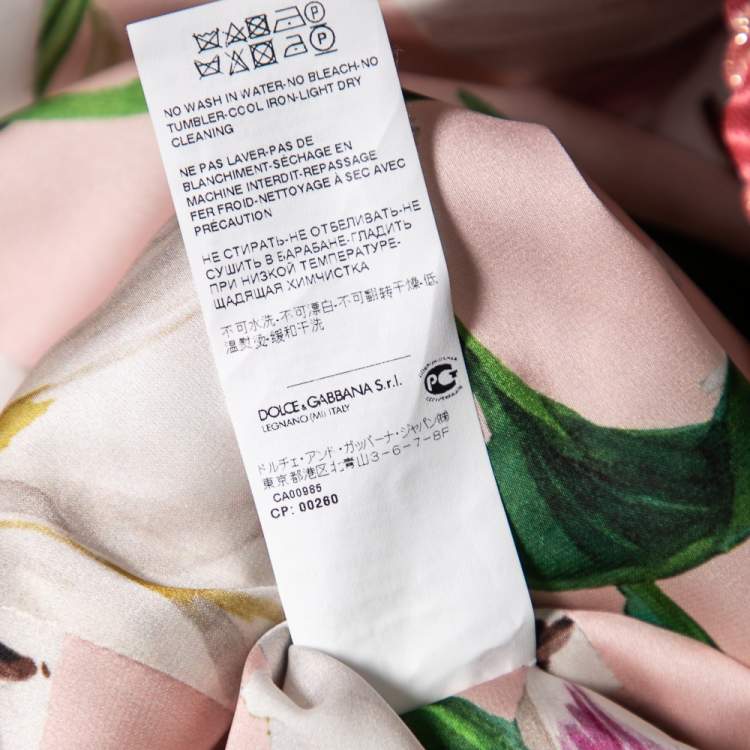 NO WASH IN WATER-NO BLEACH-NO
TUMBLER-COOL IRON-LIGHT DRY
CLEANING
NE PAS LAVER-PAS DE
BLANCHIMENT-SÈCHAGE EN
MACHINE INTERDIT-REPASSAGE
FER FROID-NETTOYAGE À SEC AVEC
PRÉCAUTION
НЕ СТИРАТЬ-НЕ ОТБЕЛИВАТЬ-НЕ
СУШИТЬ В БАРАБАНЕ-ГЛАДИТЬ
ПРИ НИЗКОЙ ТЕМПЕРАТУРЕ-
ЩАДЯЩАЯ ХИМЧИСТКА
不可水洗-不可漂白-不可翻转干燥-低
温熨烫-缓和干洗
DOLCE & GABBANA S.r.l.
LEGNANO (MI) ITALY
ドルチェ・アンド・ガッバーナ・ジャパン㈱
東京都港区北青山3-6-7-8F
CA00985
CP: 00260